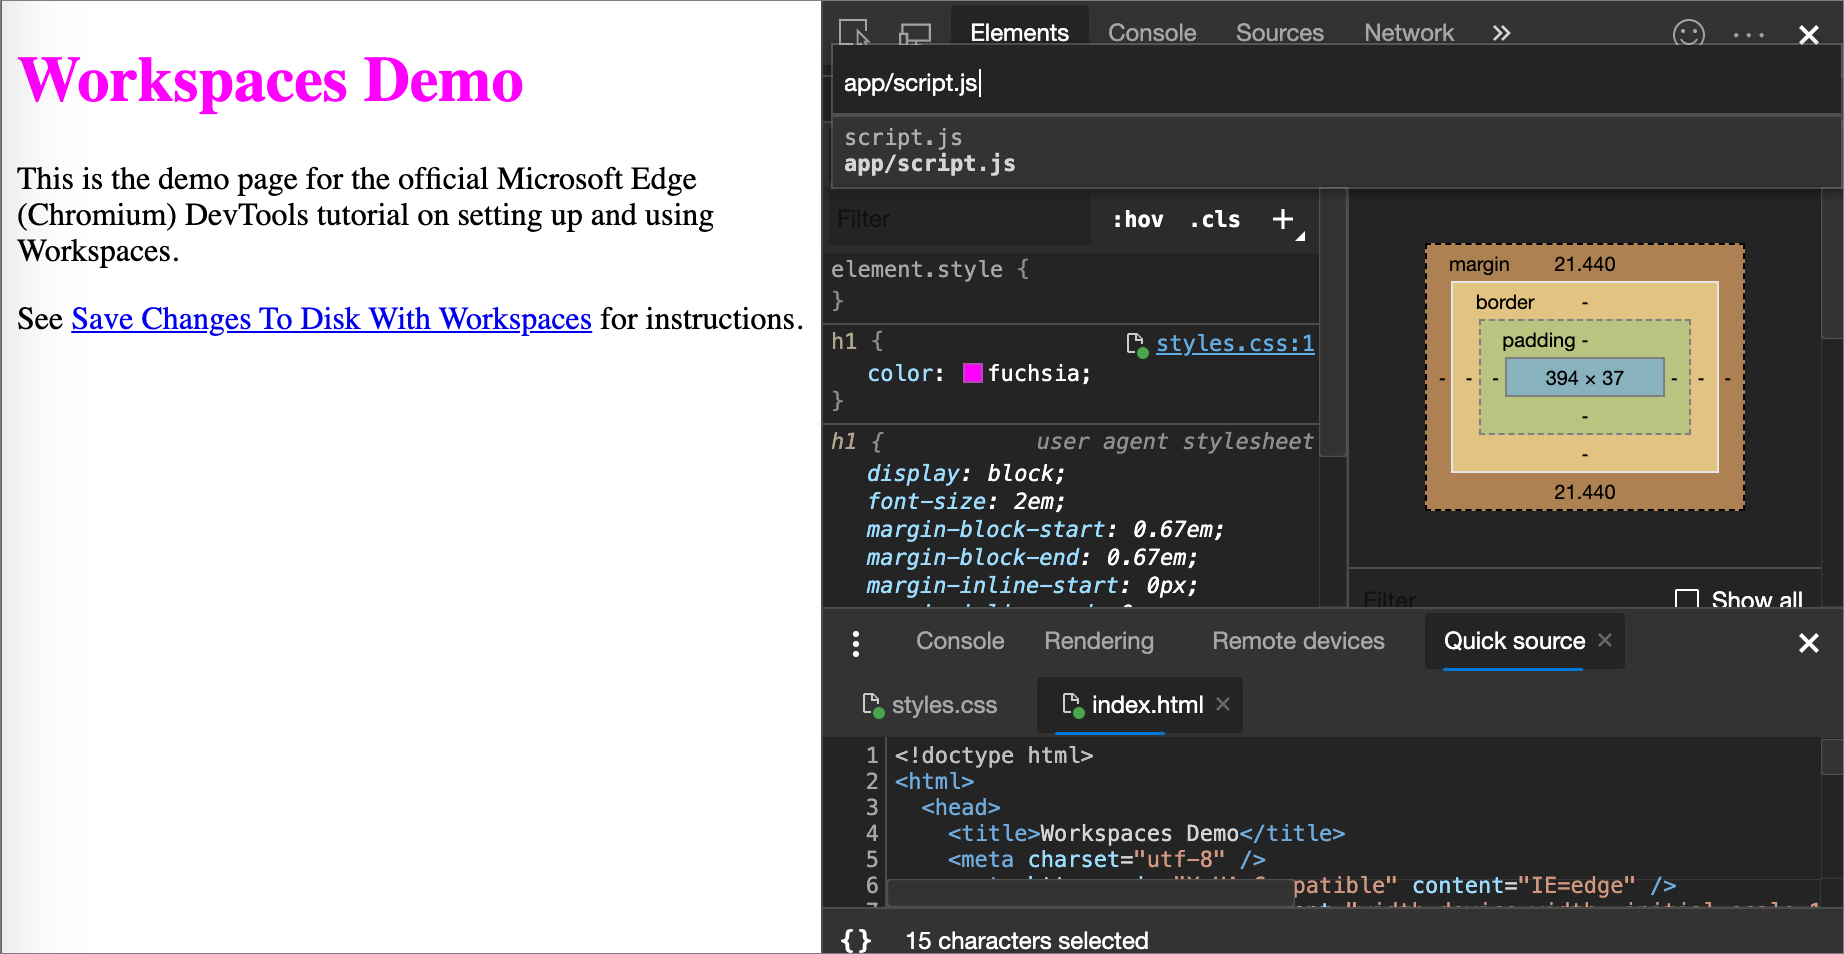 Workspaces Demo
This is the demo page for the official Microsoft Edge
(Chromium) DevTools tutorial on setting up and using
Workspaces.
See Save Changes To Disk With Workspaces for instructions.
Elements Console Sources Network »
app/script.js
script.js
app/script.js
Filter :hov .cls +
element.style {
}
h1 { styles.css:1
color: fuchsia;
}
h1 { user agent stylesheet
display: block;
font-size: 2em;
margin-block-start: 0.67em;
margin-block-end: 0.67em;
margin-inline-start: 0px;
margin 21.440
border -
padding -
- - - 394 × 37 - - -
-
-
21.440
Filter Show all
Console Rendering Remote devices Quick source ×
styles.css index.html ×
1 <!doctype html>
2 <html>
3 <head>
4 <title>Workspaces Demo</title>
5 <meta charset="utf-8" />
6 patible" content="IE=edge" />
7
{} 15 characters selected